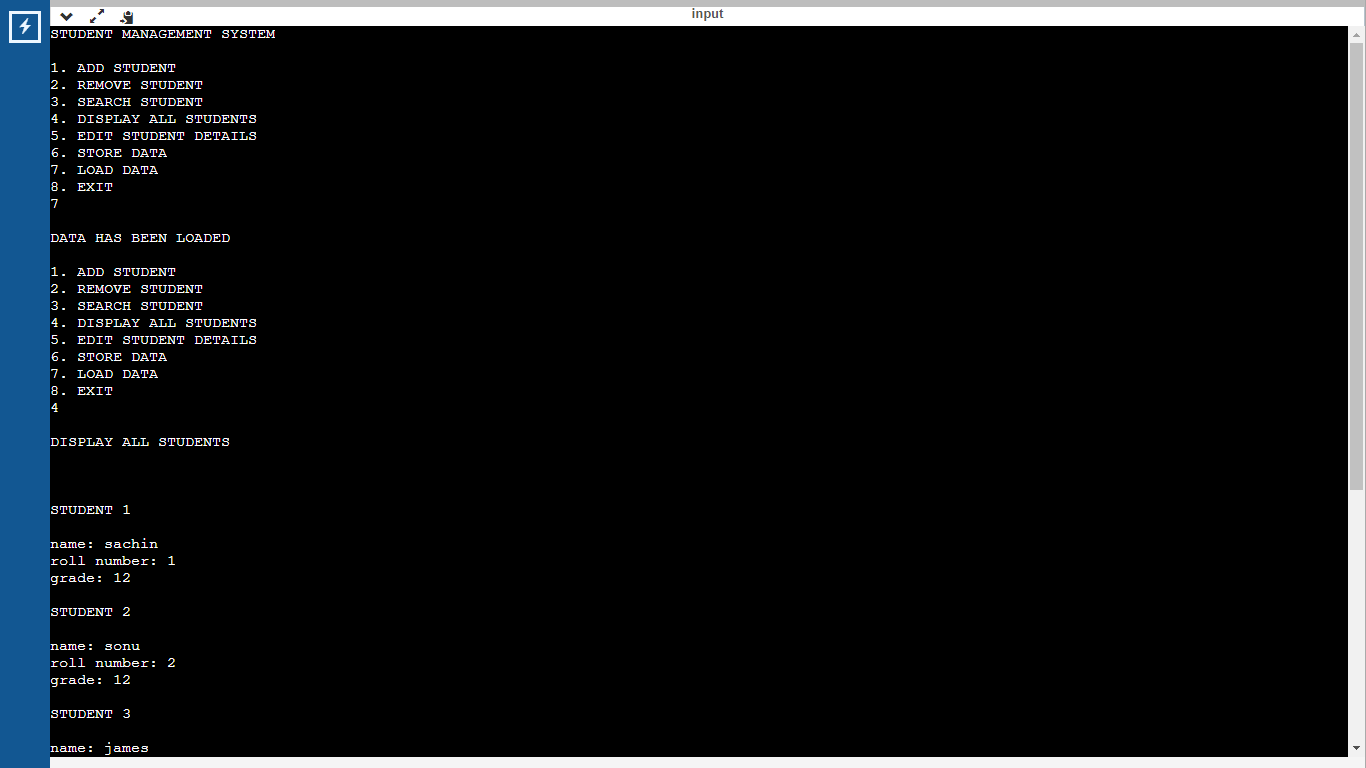 input
STUDENT MANAGEMENT SYSTEM
1. ADD STUDENT
2. REMOVE STUDENT
3. SEARCH STUDENT
4. DISPLAY ALL STUDENTS
5. EDIT STUDENT DETAILS
6. STORE DATA
7. LOAD DATA
8. EXIT
7
DATA HAS BEEN LOADED
1. ADD STUDENT
2. REMOVE STUDENT
3. SEARCH STUDENT
4. DISPLAY ALL STUDENTS
5. EDIT STUDENT DETAILS
6. STORE DATA
7. LOAD DATA
8. EXIT
4
DISPLAY ALL STUDENTS
STUDENT 1
name: sachin
roll number: 1
grade: 12
STUDENT 2
name: sonu
roll number: 2
grade: 12
STUDENT 3
name: james